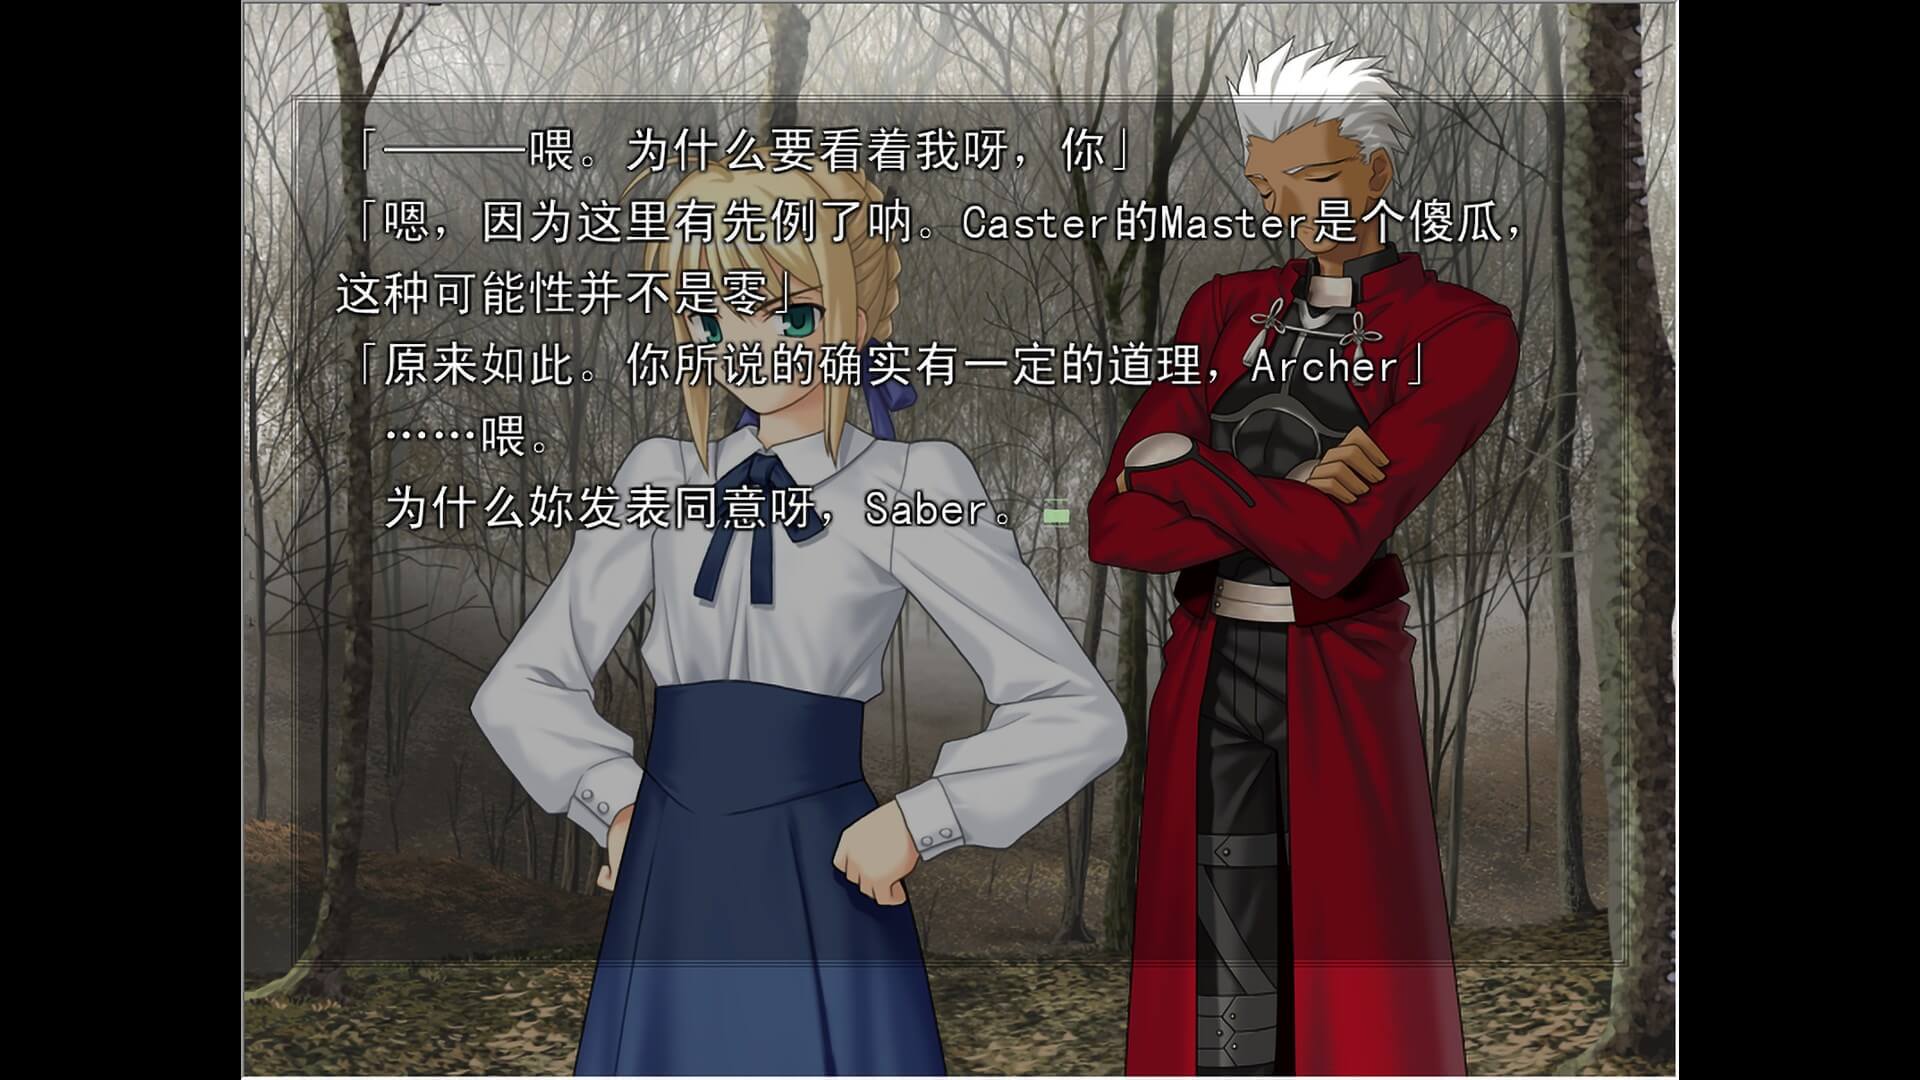 「———喂。为什么要看着我呀，你」
「嗯，因为这里有先例了呐。Caster的Master是个傻瓜，
这种可能性并不是零」
「原来如此。你所说的确实有一定的道理，Archer」
……喂。
为什么妳发表同意呀，Saber。